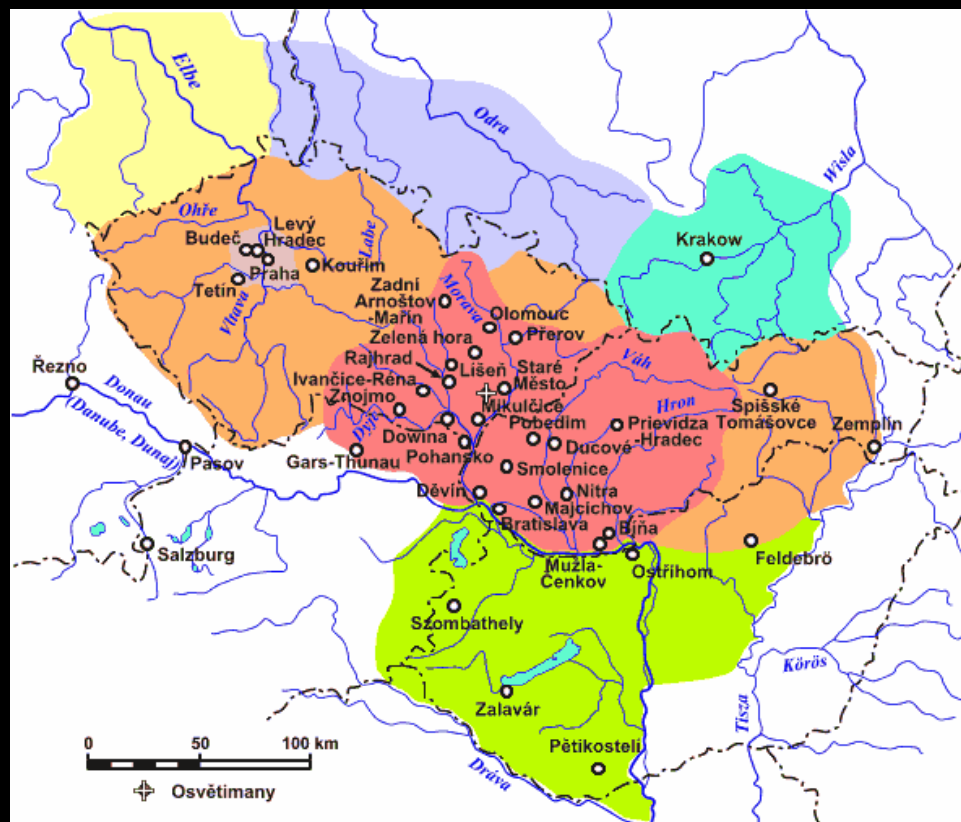 Elbe
Odra
Wisla
Ohře
Levý
Budeč
Hradec
Labe
Krakow
Praha
Kouřim
Tetín
Zadní
Arnoštov
-Mařín
Morava
Vltava
Olomouc
Přerov
Zelená hora
Rajhrad
Líšeň
Staré
Město
Váh
Řezno
Ivančice-Réna
Znojmo
Donau
(Danube, Dunaj)
Mikulčice
Hron
Spišské
Tomášovce
Pobedim
Prievidza
-Hradec
Zemplín
Dyje
Dowina
Ducové
Pohansko
Pasov
Gars-Thunau
Smolenice
Děvín
Nitra
Majcichov
Bratislava
Bíňa
Salzburg
Mužla-
Čenkov
Ostřihom
Feldebrö
Szombathely
Körös
Zalavár
Tisza
Pětikostelí
0 50 100 km
Dráva
Osvětimany